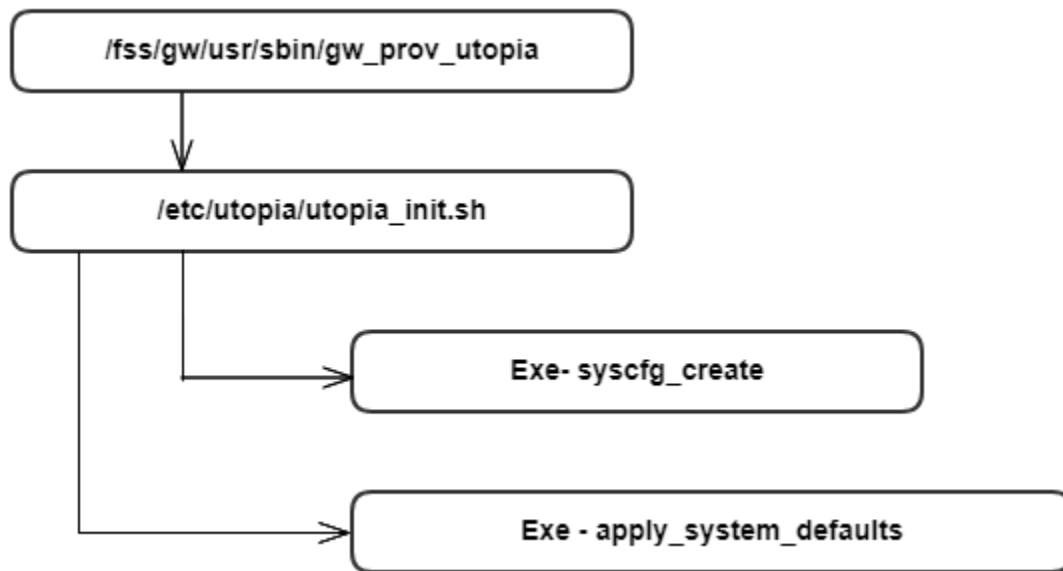 /fss/gw/usr/sbin/gw_prov_utopia
/etc/utopia/utopia_init.sh
Exe- syscfg_create
Exe - apply_system_defaults